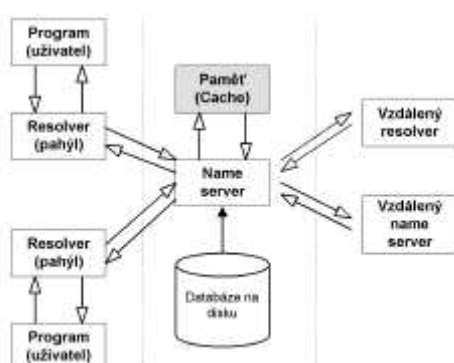 Program
(uživatel)
Paměť
(Cache)
Resolver
(pahýl)
Vzdálený
resolver
Name
server
Vzdálený
name
server
Resolver
(pahýl)
Databáze na
disku
Program
(uživatel)